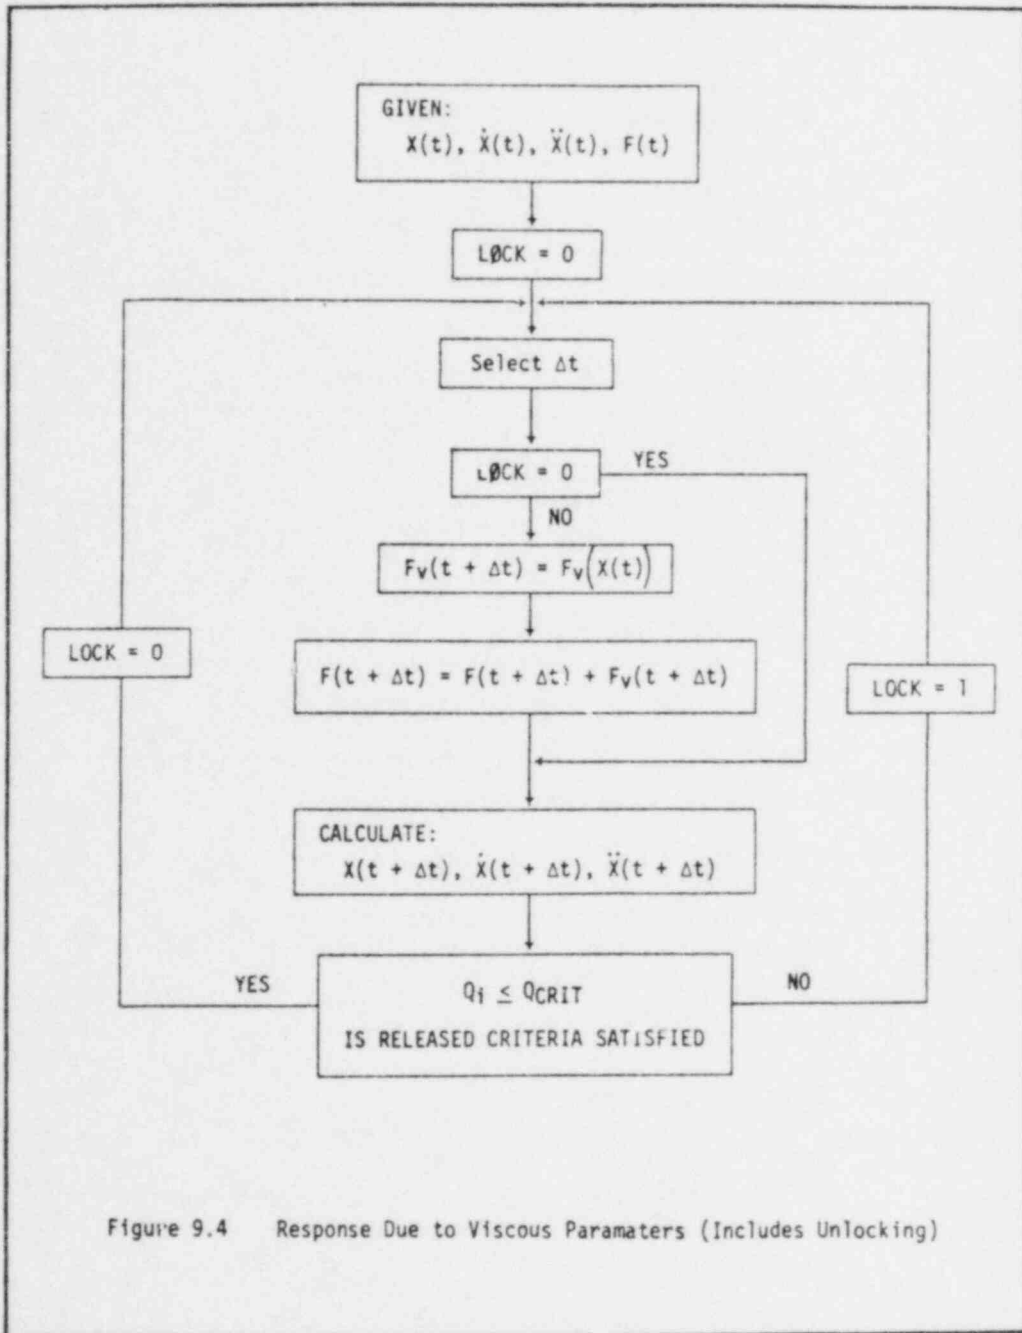 GIVEN:
X(t), Ẋ(t), Ẍ(t), F(t)
LØCK = 0
Select Δt
LØCK = 0
YES
NO
Fv(t + Δt) = Fv(X(t))
LOCK = 0
F(t + Δt) = F(t + Δt) + Fv(t + Δt)
LOCK = 1
CALCULATE:
X(t + Δt), Ẋ(t + Δt), Ẍ(t + Δt)
YES
Qi ≤ QCRIT
NO
IS RELEASED CRITERIA SATISFIED
Figure 9.4 Response Due to Viscous Paramaters (Includes Unlocking)